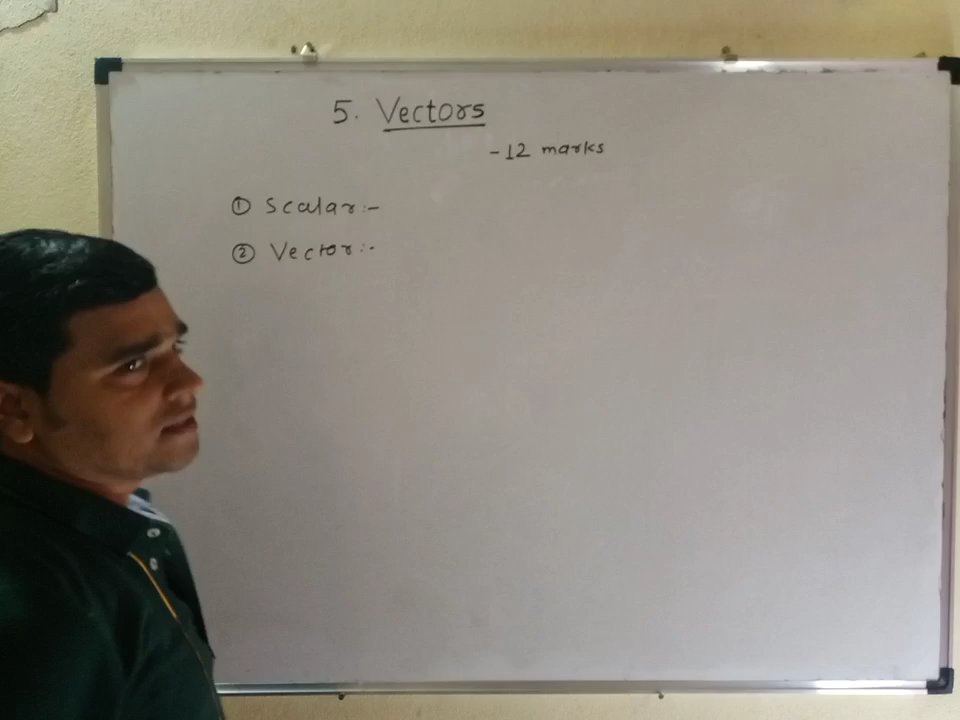 5. Vectors
- 12 marks
① Scalar:-
② Vector:-